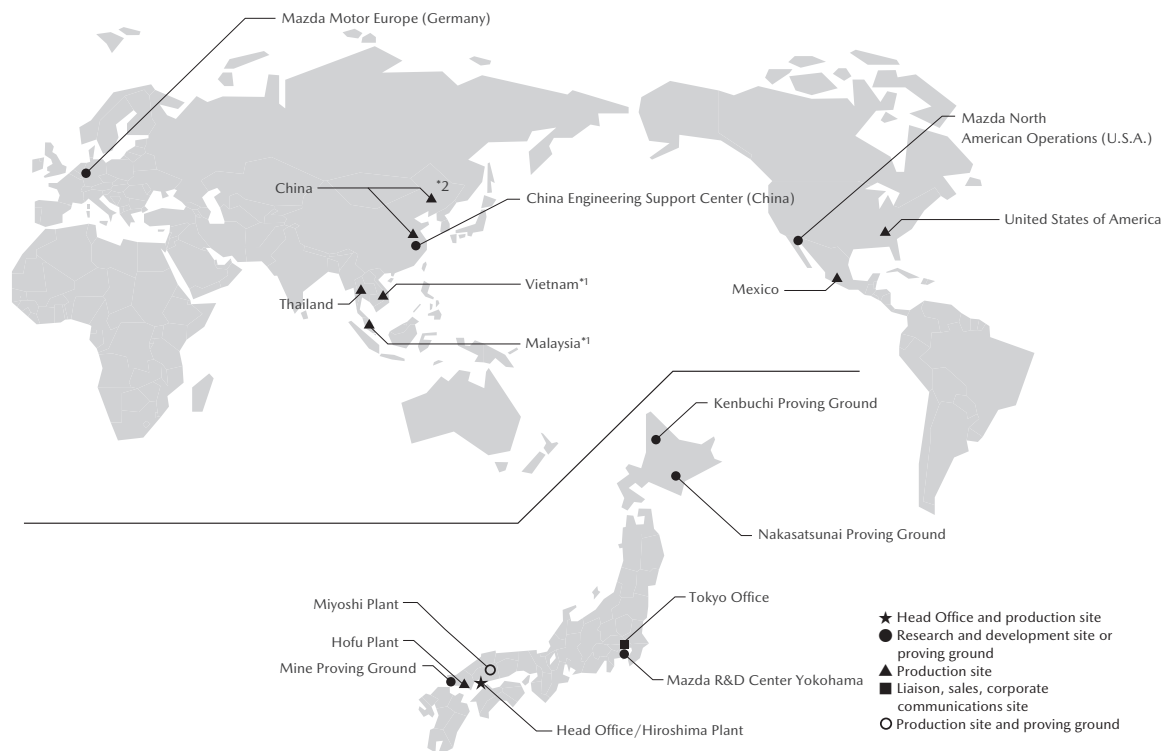 Mazda Motor Europe (Germany)
Mazda North
American Operations (U.S.A.)
China
*2
China Engineering Support Center (China)
United States of America
Vietnam*1
Thailand
Mexico
Malaysia*1
Kenbuchi Proving Ground
Nakasatsunai Proving Ground
Tokyo Office
Miyoshi Plant
Hofu Plant
Mine Proving Ground
Mazda R&D Center Yokohama
Head Office/Hiroshima Plant
Head Office and production site
Research and development site or
proving ground
Production site
Liaison, sales, corporate
communications site
Production site and proving ground